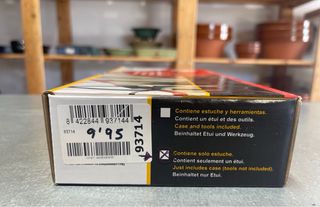 8 422844 937144
93714
9'95
93714
Contiene estuche y herramientas.
Contient un étui et des outils.
Case and tools included.
Beinhaltet Etui und Werkzeug.
Contiene solo estuche.
Contient seulement un étui.
Just includes case (tools not included).
Beinhaltet nur Etui.